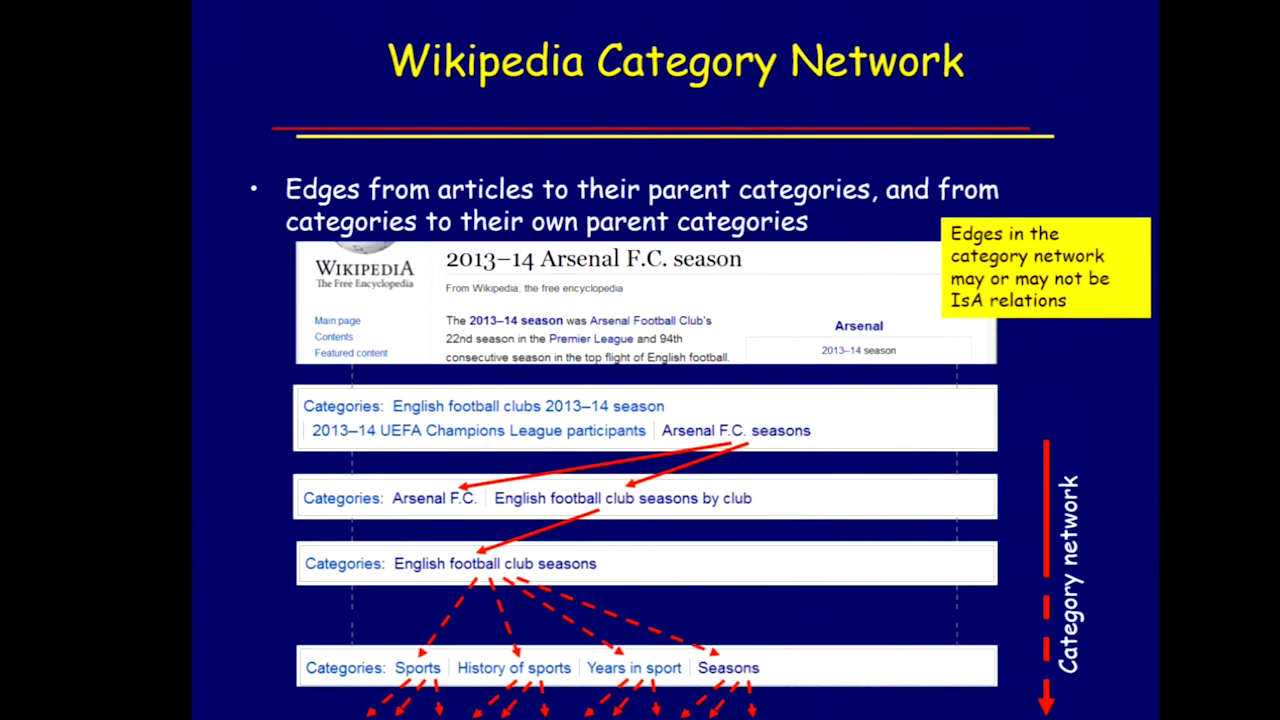 Wikipedia Category Network
• Edges from articles to their parent categories, and from
categories to their own parent categories
Edges in the
category network
may or may not be
IsA relations
WIKIPEDIA
The Free Encyclopedia
Main page
Contents
Featured content
2013–14 Arsenal F.C. season
From Wikipedia, the free encyclopedia
The 2013–14 season was Arsenal Football Club's
22nd season in the Premier League and 94th
consecutive season in the top flight of English football.
Arsenal
2013–14 season
Categories: English football clubs 2013–14 season
2013–14 UEFA Champions League participants | Arsenal F.C. seasons
Categories: Arsenal F.C. | English football club seasons by club
Categories: English football club seasons
Categories: Sports | History of sports | Years in sport | Seasons
Category network